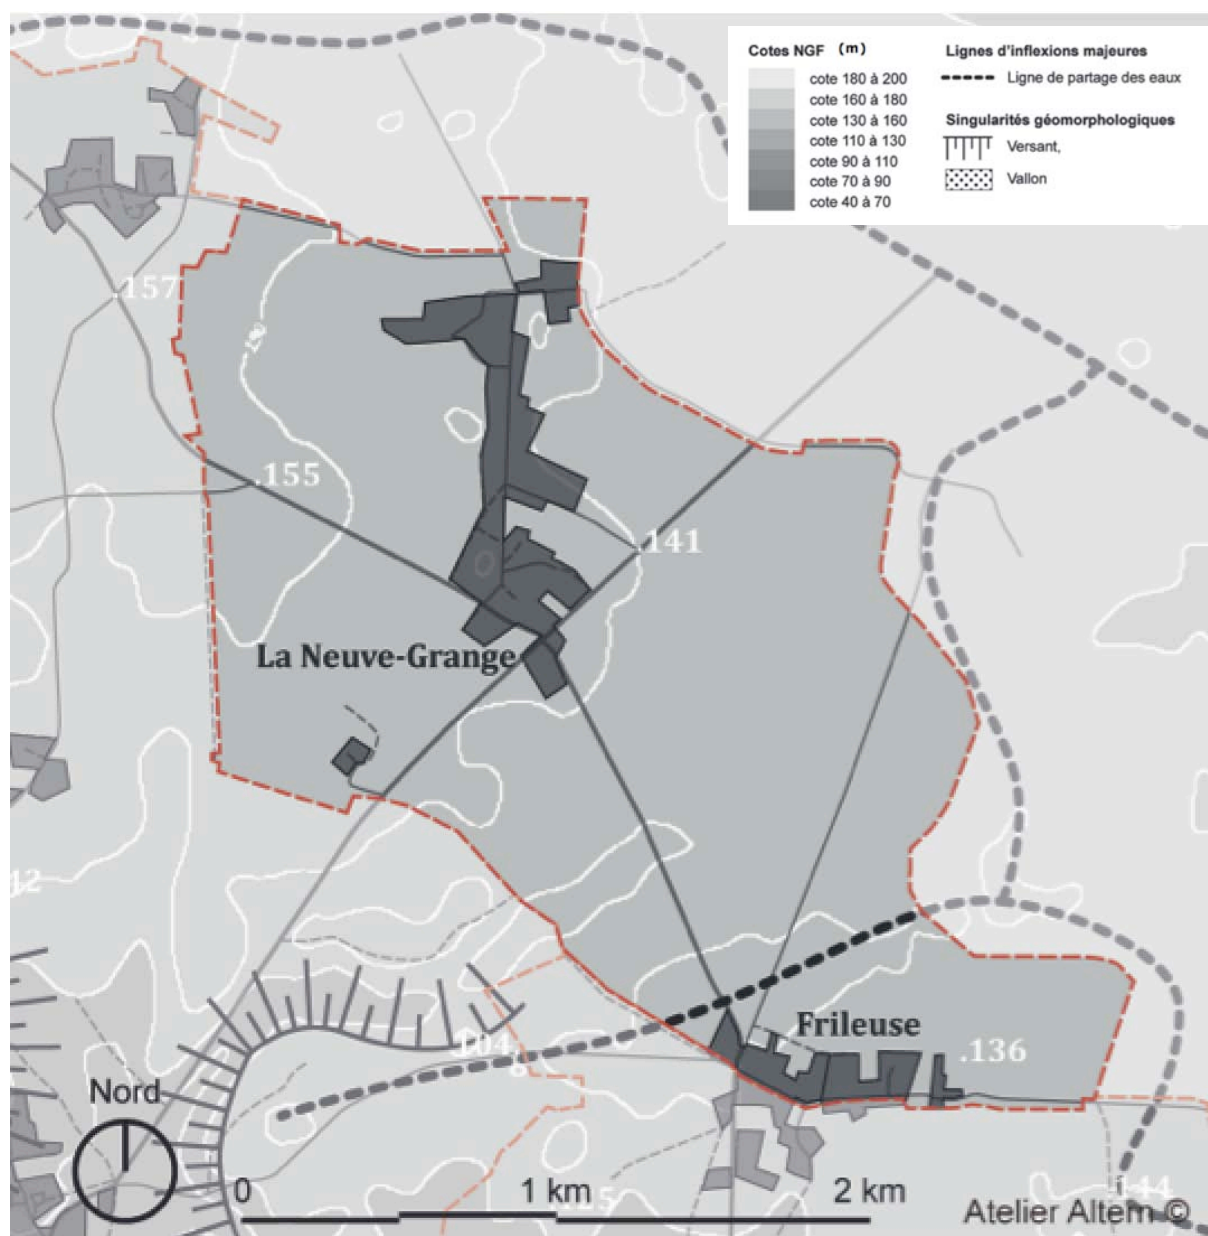 Cotes NGF (m)
cote 180 à 200
cote 160 à 180
cote 130 à 160
cote 110 à 130
cote 90 à 110
cote 70 à 90
cote 40 à 70
Lignes d'inflexions majeures
Ligne de partage des eaux
Singularités géomorphologiques
Versant,
Vallon
.157
.155
.141
La Neuve-Grange
Frileuse
.136
104
Nord
0
1 km
2 km
Atelier Altern ©